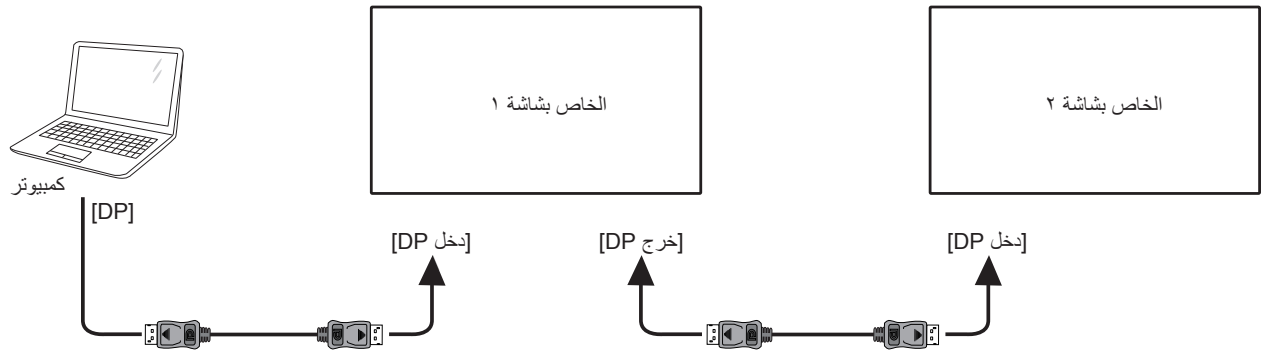 الخاص بشاشة ١
الخاص بشاشة ٢
كمبيوتر
[DP]
[دخل DP]
[خرج DP]
[دخل DP]